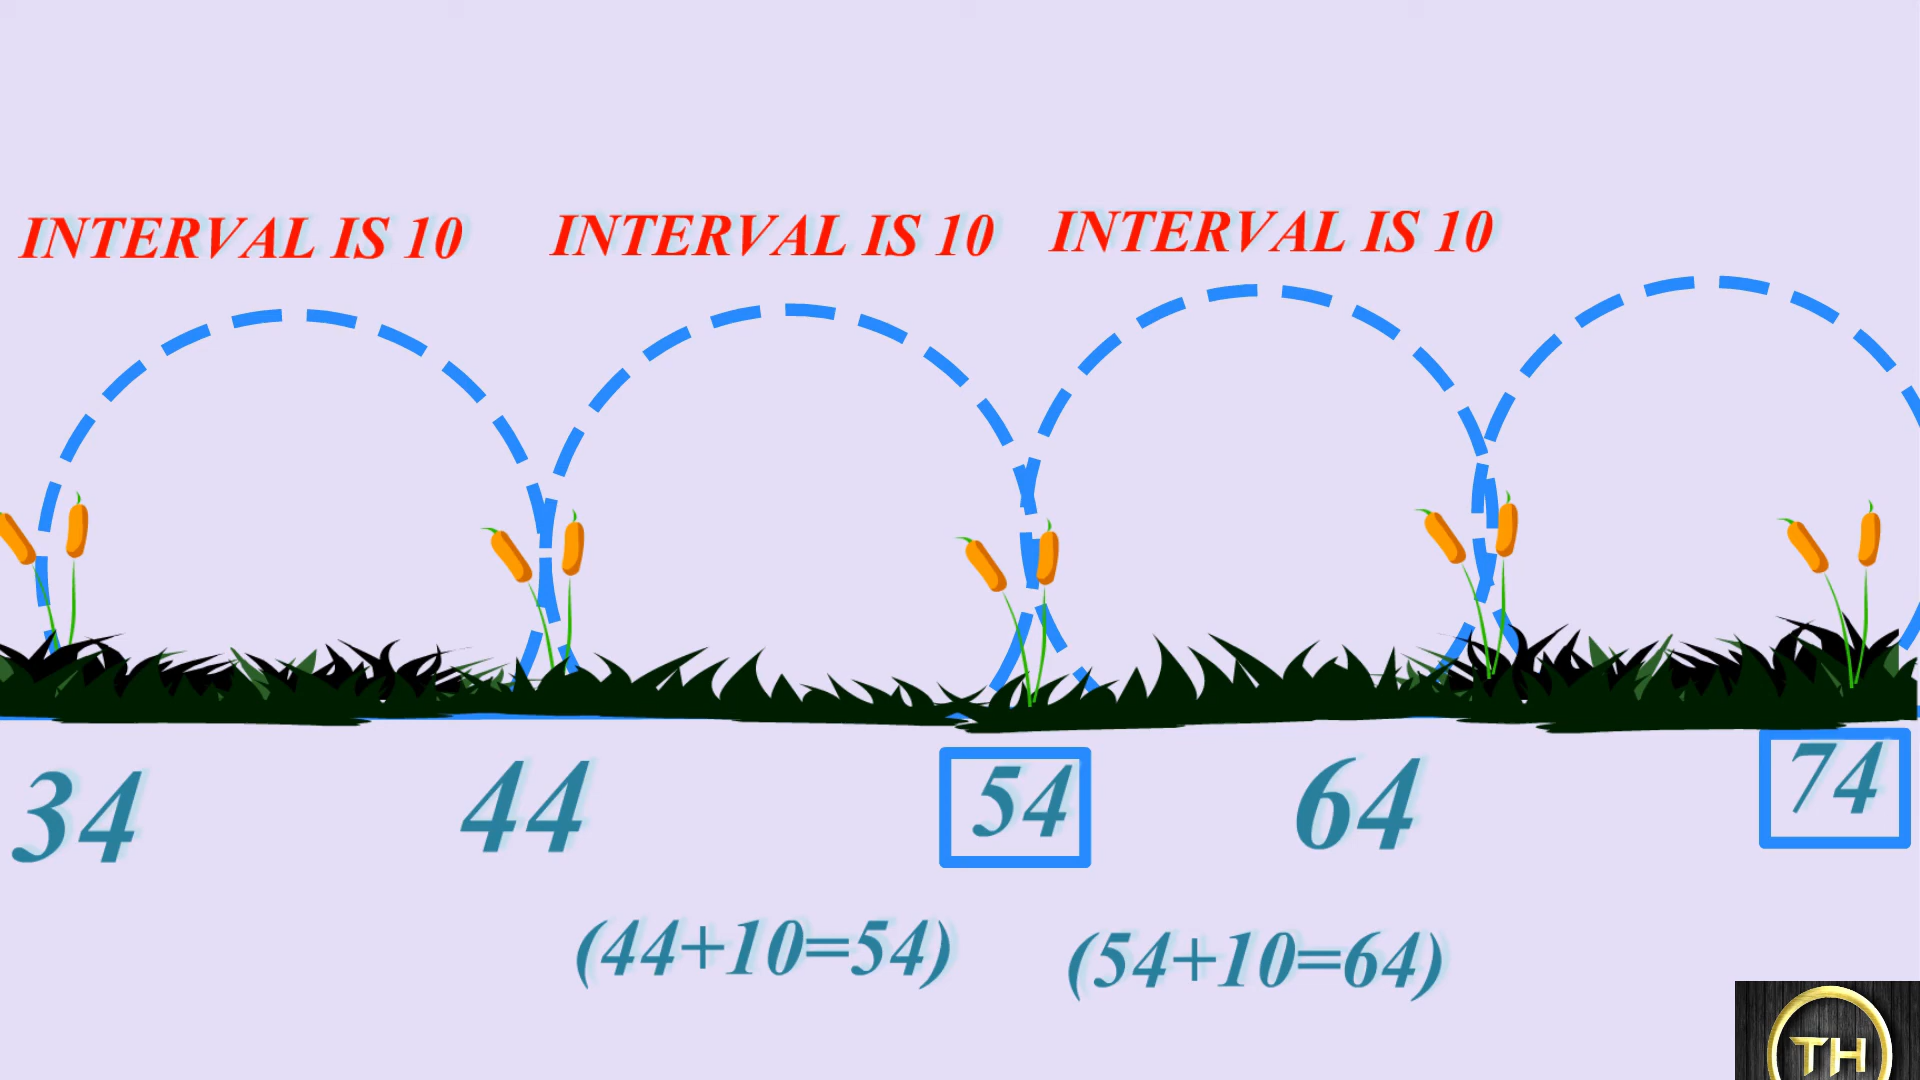 INTERVAL IS 10 INTERVAL IS 10 INTERVAL IS 10
34 44 54 64 74
(44+10=54) (54+10=64)
TH